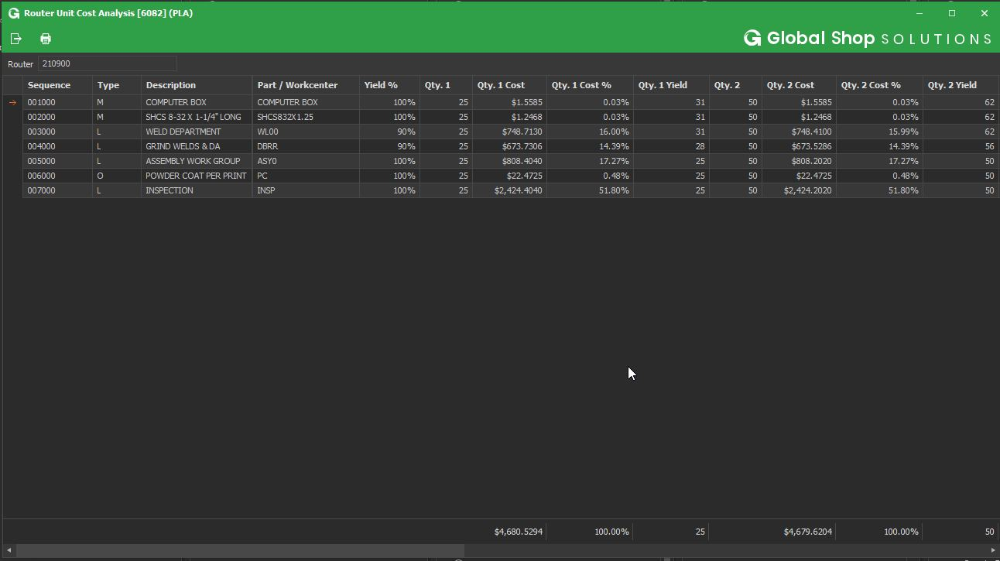 Router Unit Cost Analysis [6082] (PLA)
Global Shop SOLUTIONS
Router 210900
Sequence Type Description Part / Workcenter Yield % Qty. 1 Qty. 1 Cost Qty. 1 Cost % Qty. 1 Yield Qty. 2 Qty. 2 Cost Qty. 2 Cost % Qty. 2 Yield
001000 M COMPUTER BOX COMPUTER BOX 100% 25 $1.5585 0.03% 31 50 $1.5585 0.03% 62
002000 M SHCS 8-32 X 1-1/4" LONG SHCS832X1.25 100% 25 $1.2468 0.03% 31 50 $1.2468 0.03% 62
003000 L WELD DEPARTMENT WL00 90% 25 $748.7130 16.00% 31 50 $748.4100 15.99% 62
004000 L GRIND WELDS & DA DBRR 90% 25 $673.7306 14.39% 28 50 $673.5286 14.39% 56
005000 L ASSEMBLY WORK GROUP ASY0 100% 25 $808.4040 17.27% 25 50 $808.2020 17.27% 50
006000 O POWDER COAT PER PRINT PC 100% 25 $22.4725 0.48% 25 50 $22.4725 0.48% 50
007000 L INSPECTION INSP 100% 25 $2,424.4040 51.80% 25 50 $2,424.2020 51.80% 50
$4,680.5294 100.00% 25 $4,679.6204 100.00% 50